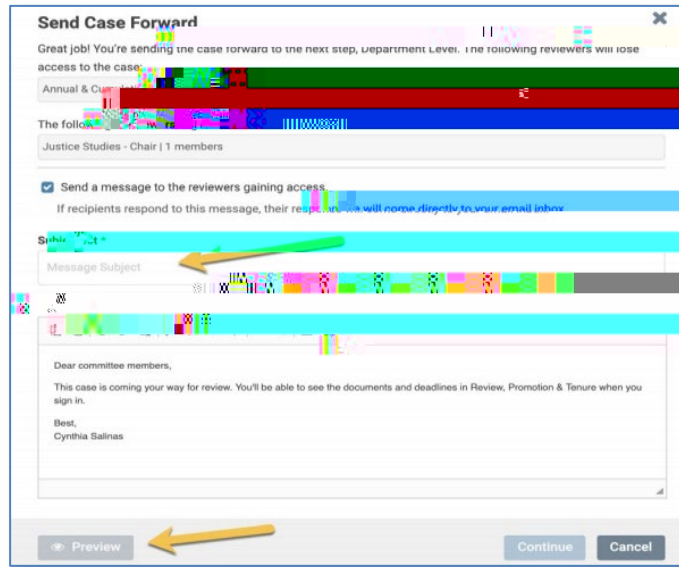 Send Case Forward
Great job! You're sending the case forward to the next step, Department Level. The following reviewers will lose
access to the case:
Annual &
The
Justice Studies - Chair | 1 members
Send a message to the reviewers gaining access.
If recipients respond to this message, their will come directly to your email inbox.
Message Subject
Dear committee members,
This case is coming your way for review. You'll be able to see the documents and deadlines in Review, Promotion & Tenure when you
sign in.
Best,
Cynthia Salinas
Preview
Continue
Cancel